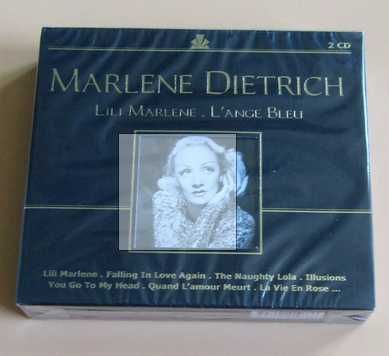 2 CD
MARLENE DIETRICH
LILI MARLENE . L'ANGE BLEU
Lili Marlene . Falling In Love Again . The Naughty Lola . Illusions
You Go To My Head . Quand L'amour Meurt . La Vie En Rose ...